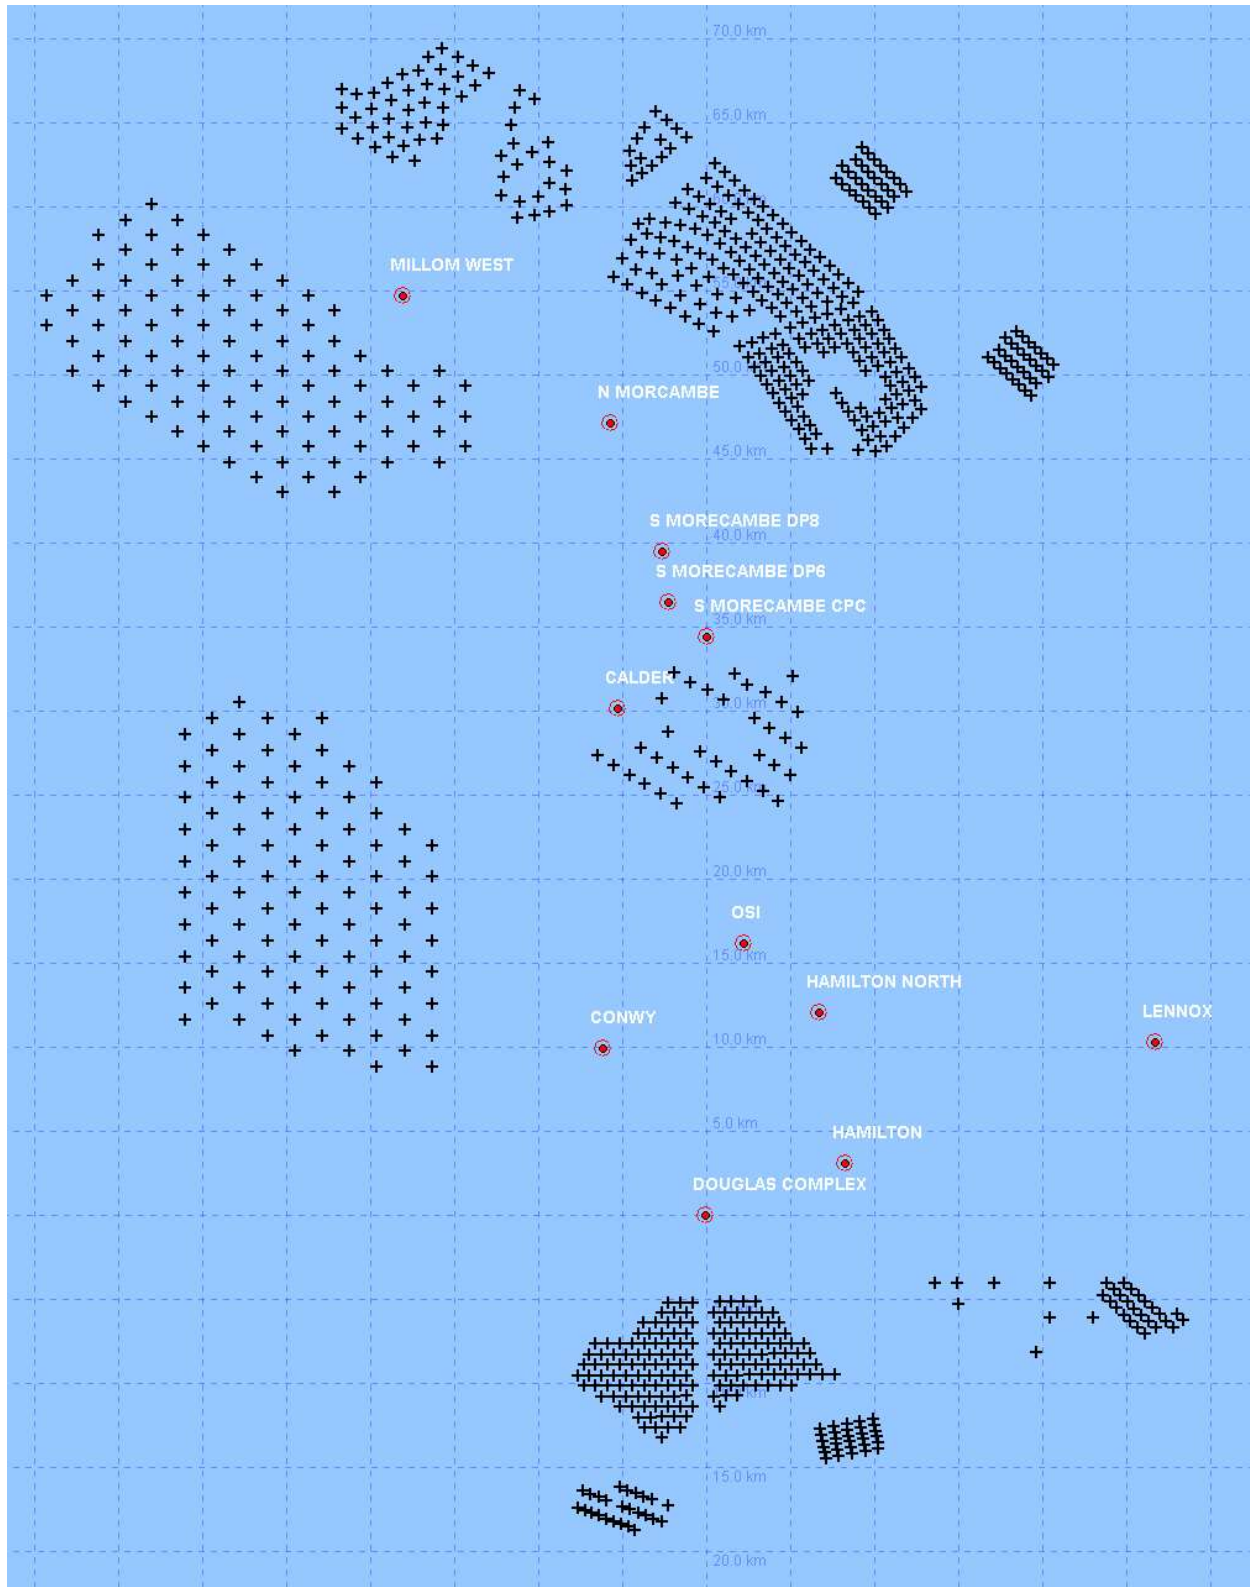 70.0 km
65.0 km
MILLOM WEST
N MORCAMBE
45.0 km
S MORECAMBE DP8
40.0 km
S MORECAMBE DP6
S MORECAMBE CPC
35.0 km
CALDER
25.0 km
20.0 km
OSI
15.0 km
HAMILTON NORTH
LENNOX
CONWY
10.0 km
5.0 km
HAMILTON
DOUGLAS COMPLEX
15.0 km
20.0 km